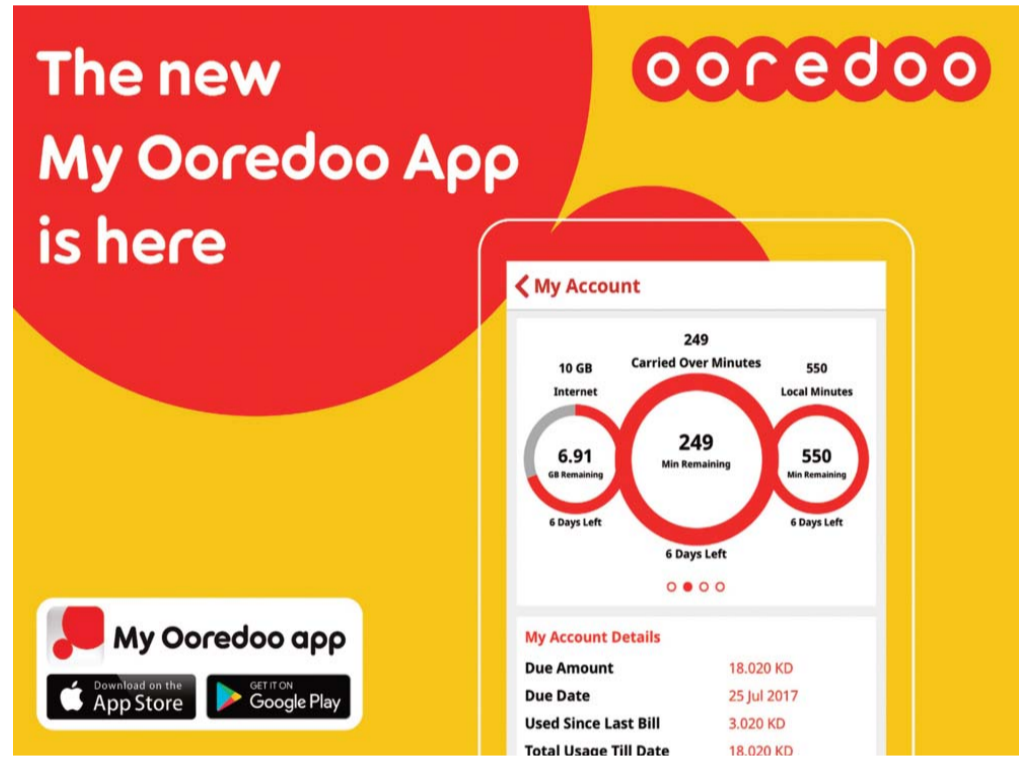 The new
My Ooredoo App
is here
ooredoo
My Account
249
Carried Over Minutes
10 GB
Internet
550
Local Minutes
6.91
GB Remaining
249
Min Remaining
550
Min Remaining
6 Days Left
6 Days Left
6 Days Left
My Account Details
Due Amount 18.020 KD
Due Date 25 Jul 2017
Used Since Last Bill 3.020 KD
Total Usage Till Date 18.020 KD
My Ooredoo app
Download on the
App Store
GET IT ON
Google Play